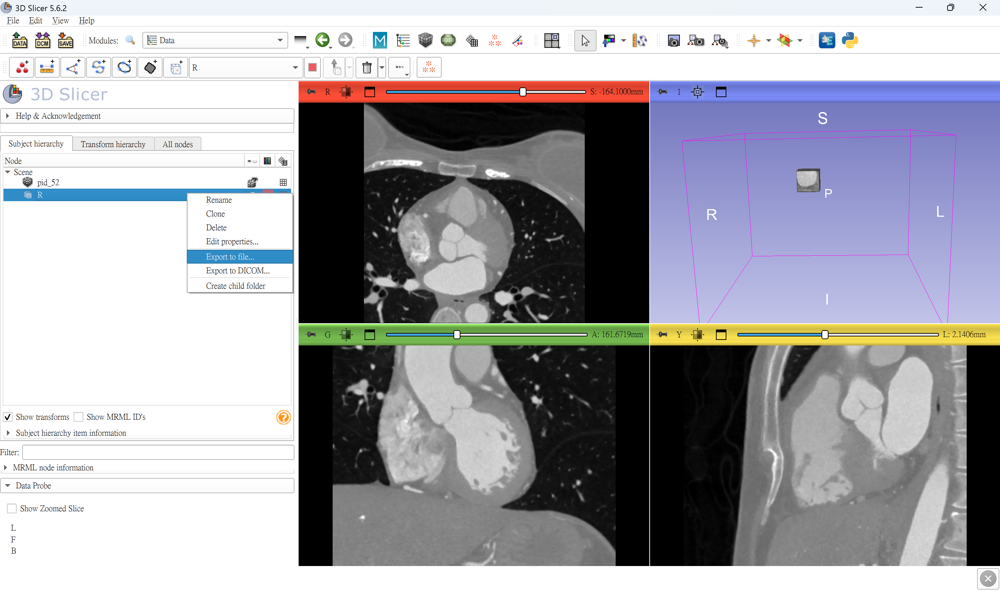 3D Slicer 5.6.2
File Edit View Help
DATA DCM SAVE Modules: Data M
R
3D Slicer
Help & Acknowledgement
Subject hierarchy Transform hierarchy All nodes
Node
Scene
pid_52
R
Rename
Clone
Delete
Edit properties...
Export to file...
Export to DICOM...
Create child folder
Show transforms Show MRML ID's
Subject hierarchy item information
Filter:
MRML node information
Data Probe
Show Zoomed Slice
L
F
B
R S: -164.1000mm
1
S
P
R
L
I
G A: 161.6719mm
Y L: 2.1406mm